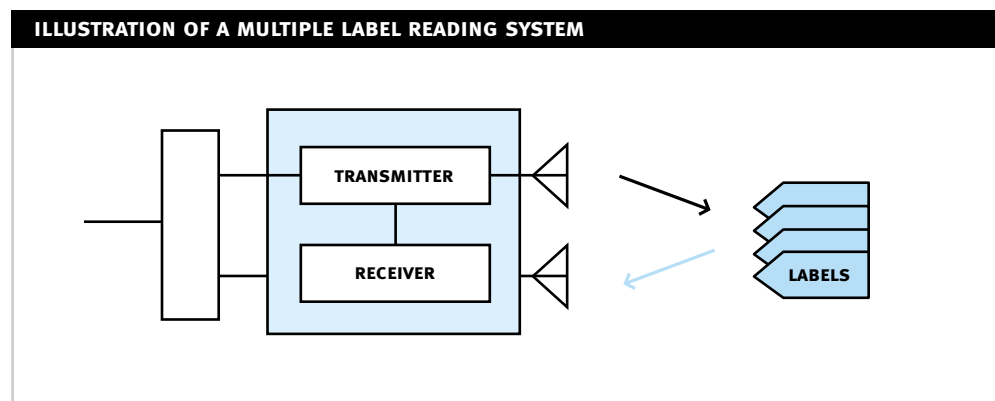 ILLUSTRATION OF A MULTIPLE LABEL READING SYSTEM
TRANSMITTER
RECEIVER
LABELS